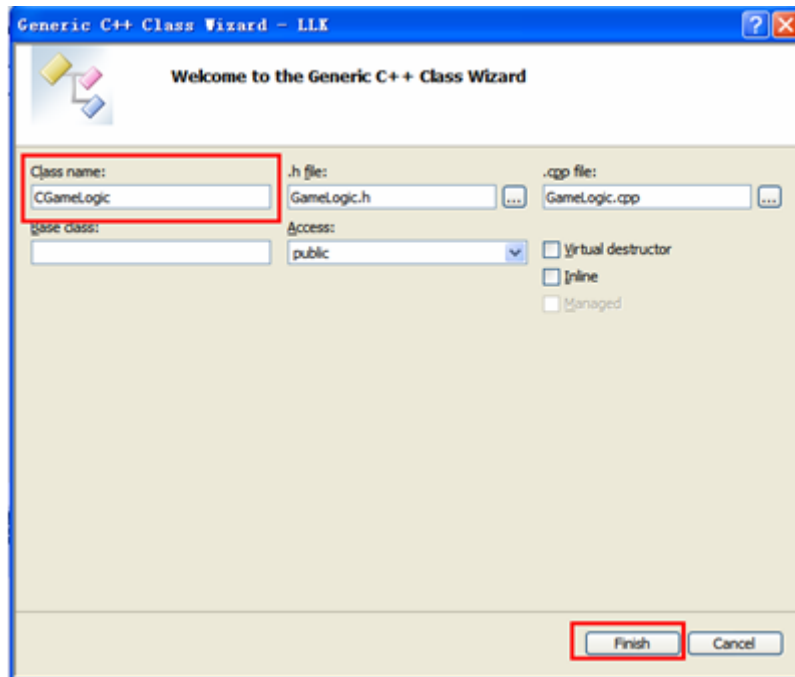 Generic C++ Class Wizard - LLK
Welcome to the Generic C++ Class Wizard
Class name:
.h file:
.cpp file:
CGameLogic
GameLogic.h
...
GameLogic.cpp
...
Base class:
Access:
public
Virtual destructor
Inline
Managed
Finish
Cancel